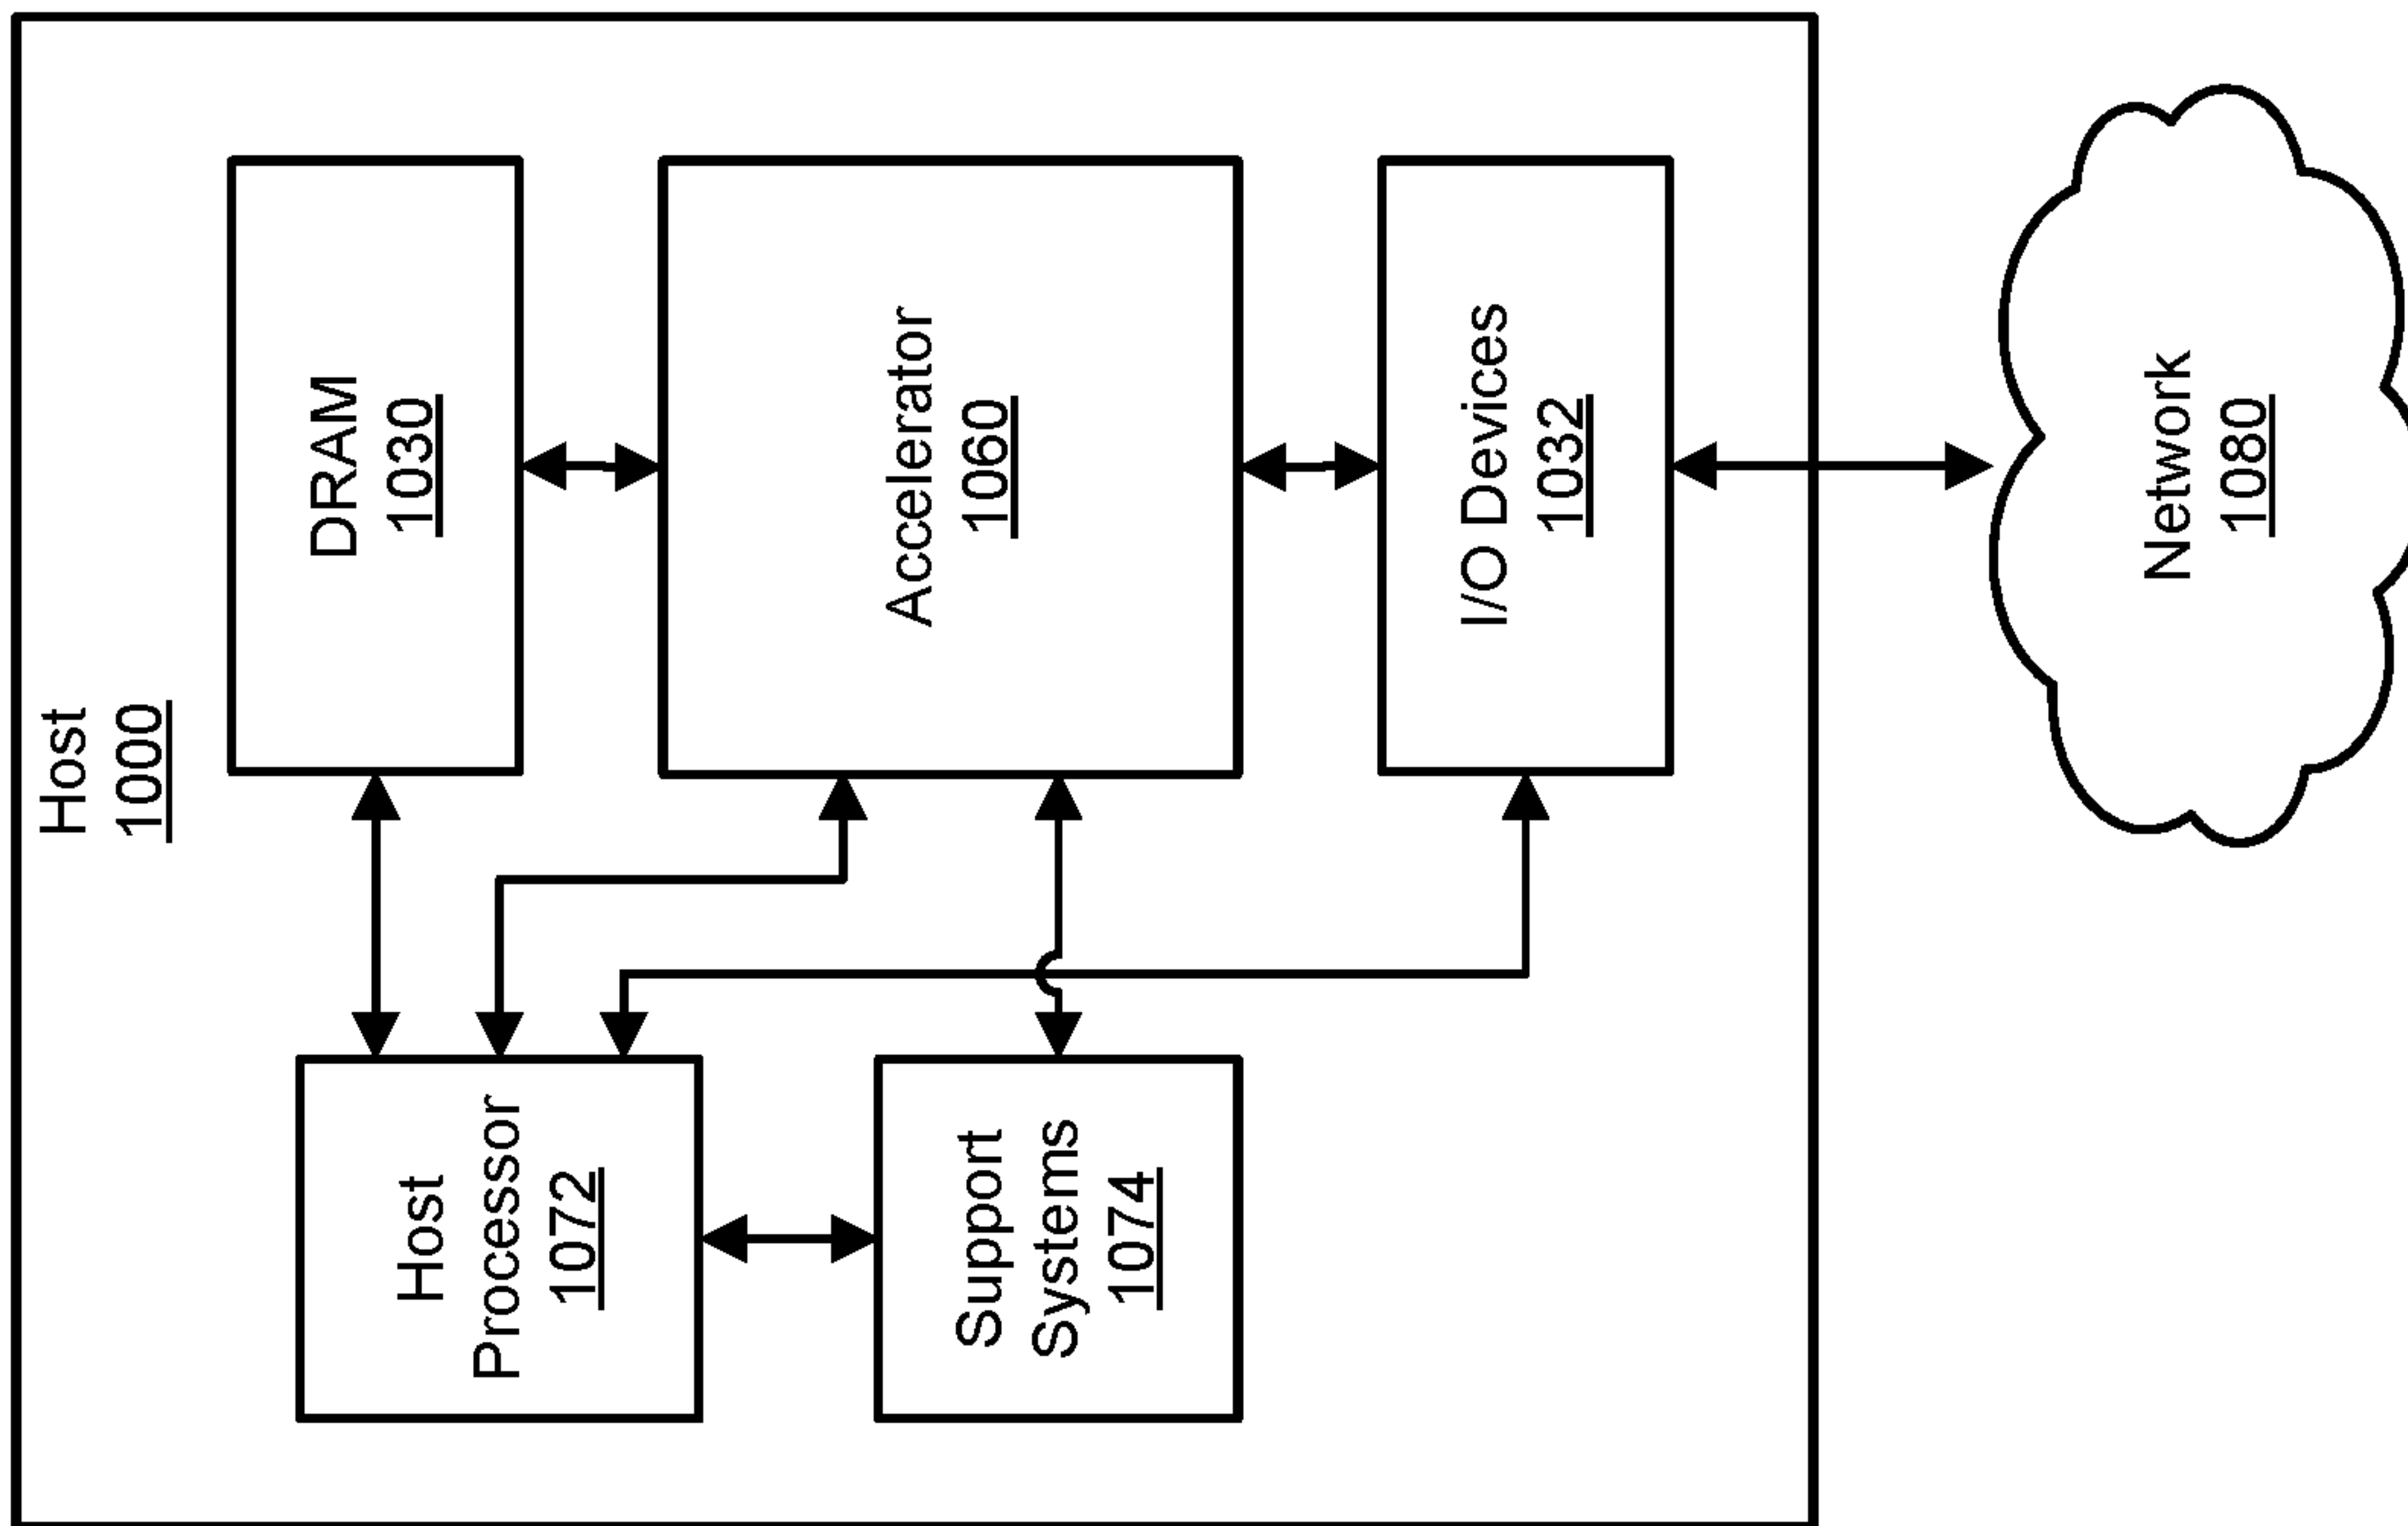 Host
1000
Host
Processor
1072
Support
Systems
1074
DRAM
1030
Accelerator
1060
I/O Devices
1032
Network
1080